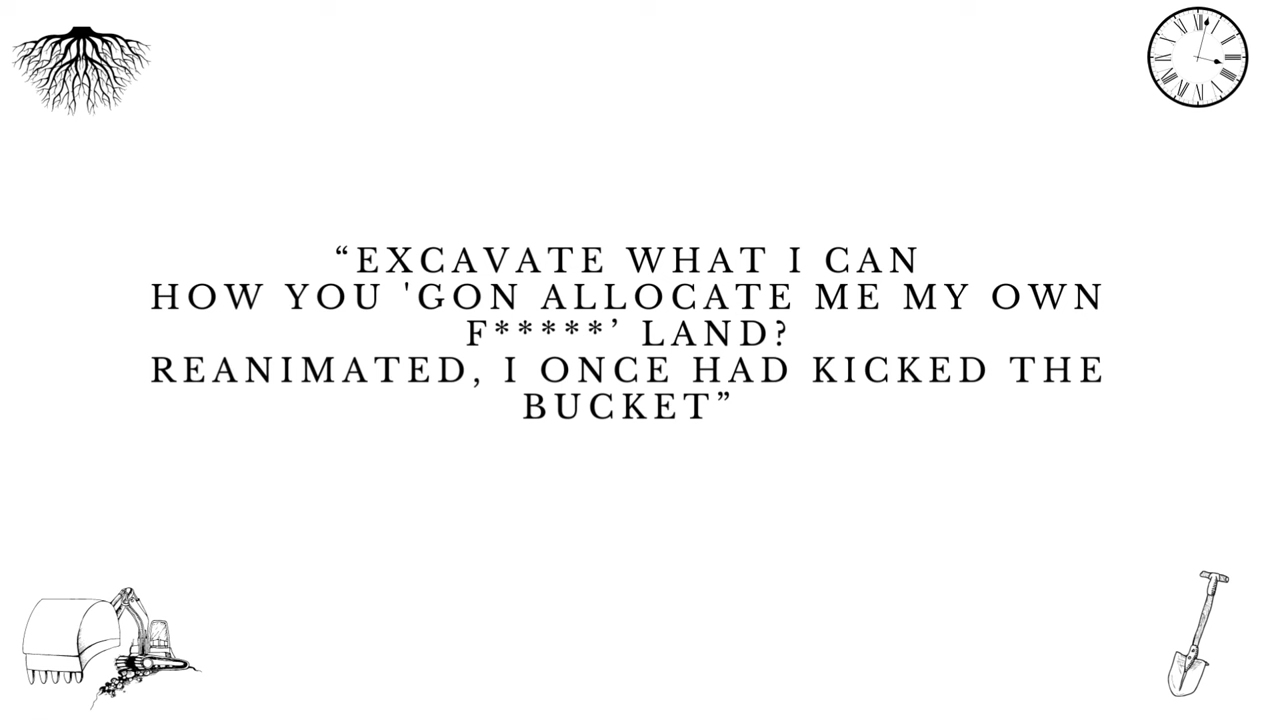 “EXCAVATE WHAT I CAN
HOW YOU 'GON ALLOCATE ME MY OWN
F*****’ LAND?
REANIMATED, I ONCE HAD KICKED THE
BUCKET”